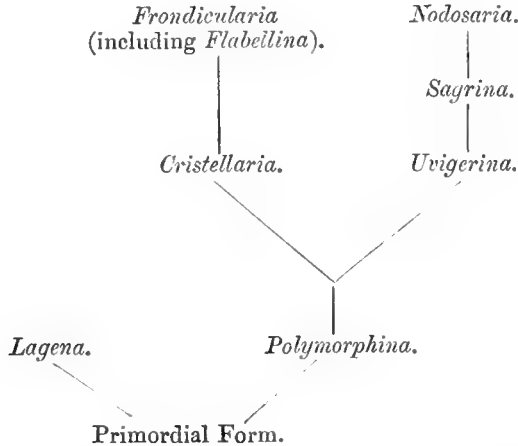 Frondicularia
(including Flabellina).
Nodosaria.
Sagrina.
Cristellaria.
Uvigerina.
Lagena.
Polymorphina.
Primordial Form.